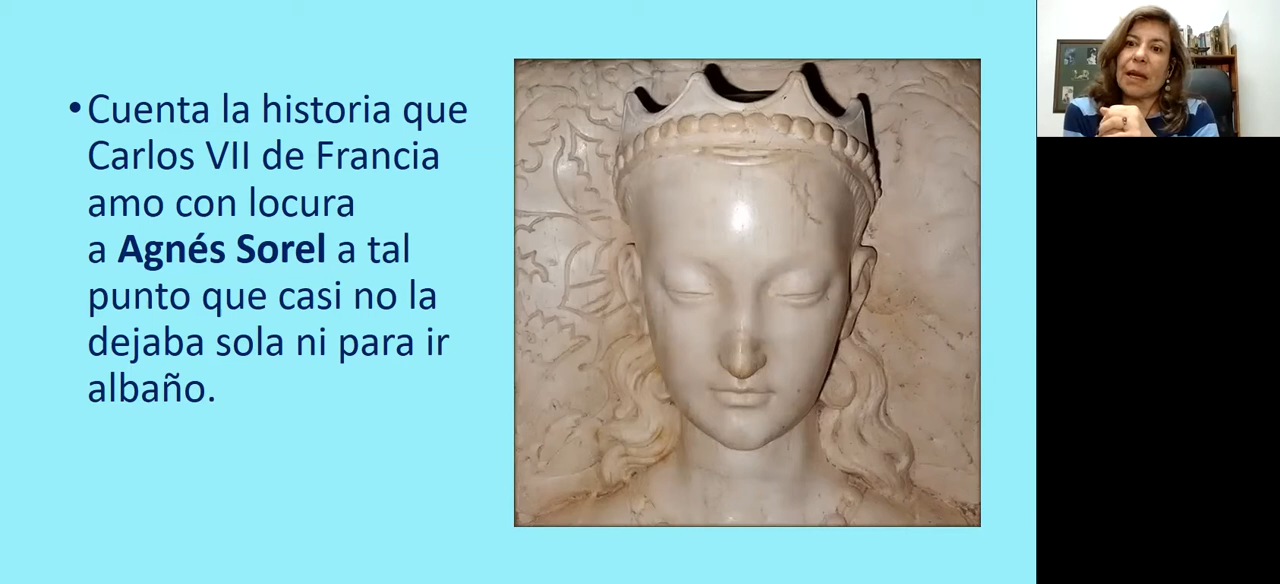 •Cuenta la historia que
Carlos VII de Francia
amo con locura
a Agnés Sorel a tal
punto que casi no la
dejaba sola ni para ir
albaño.